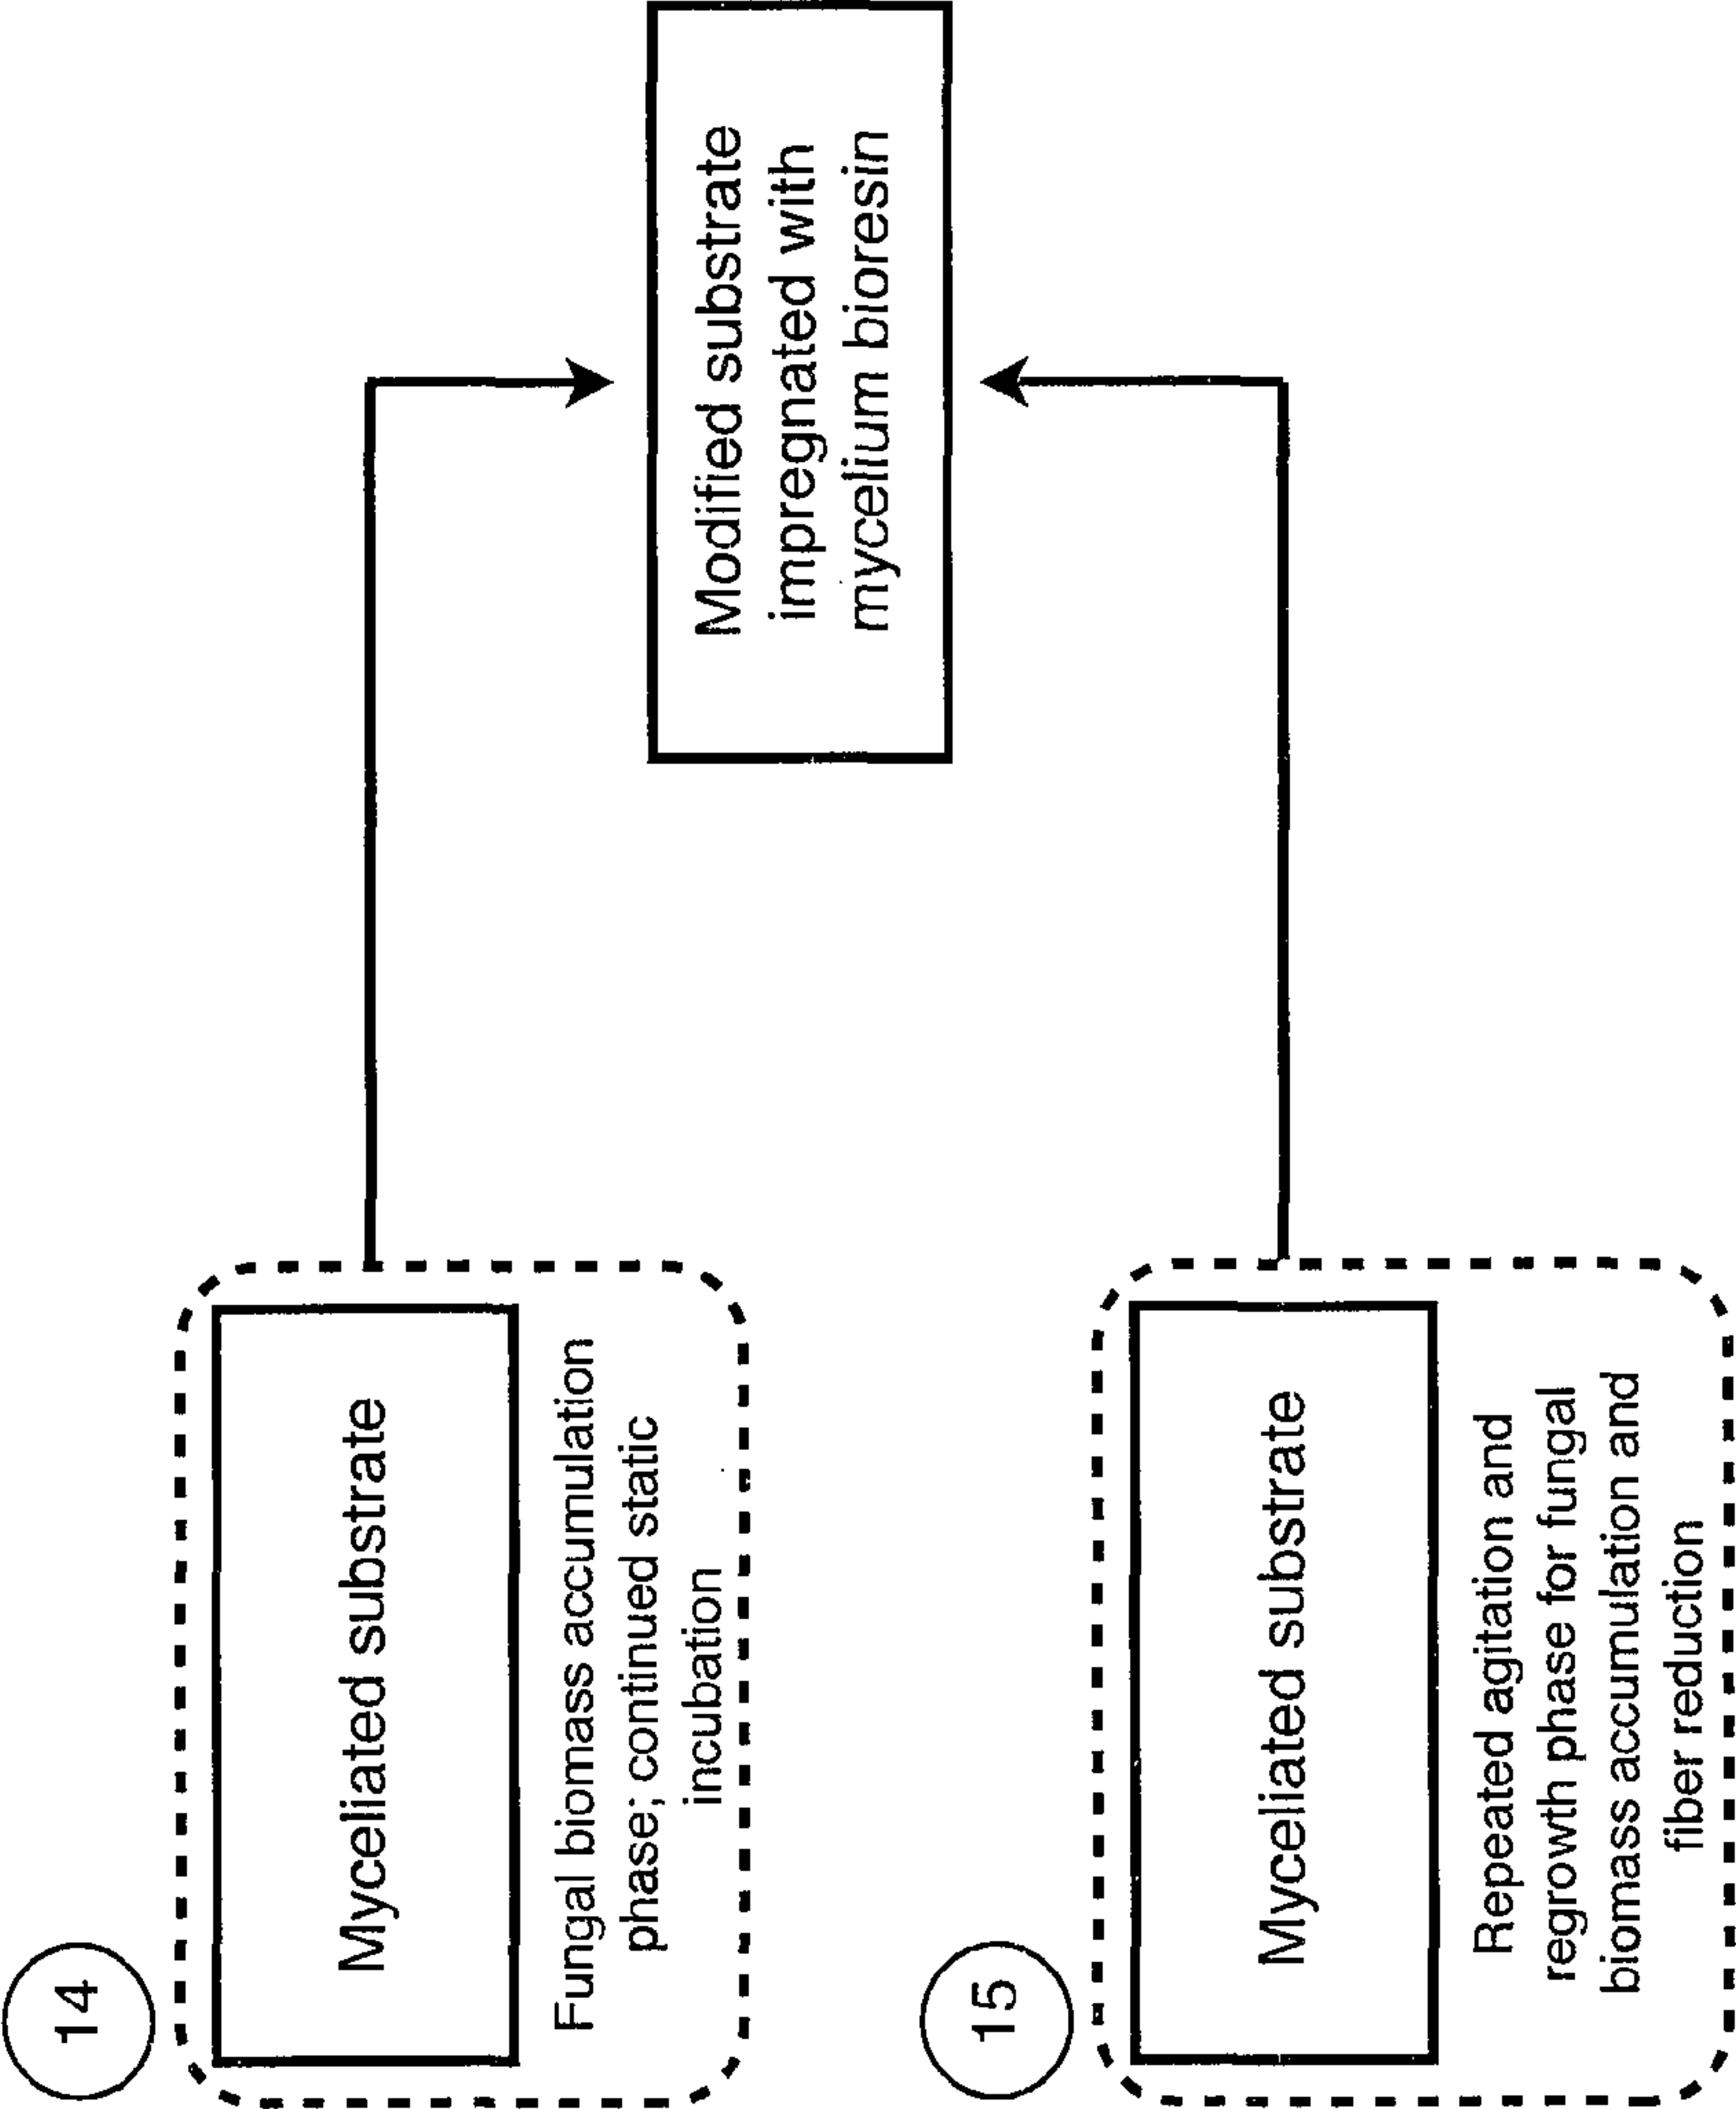 14
Myceliated substrate
Fungal biomass accumulation
phase; continued static
incubation
15
Myceliated substrate
Repeated agitation and
regrowth phase for fungal
biomass accumulation and
fiber reduction
Modified substrate
impregnated with
mycelium bioresin